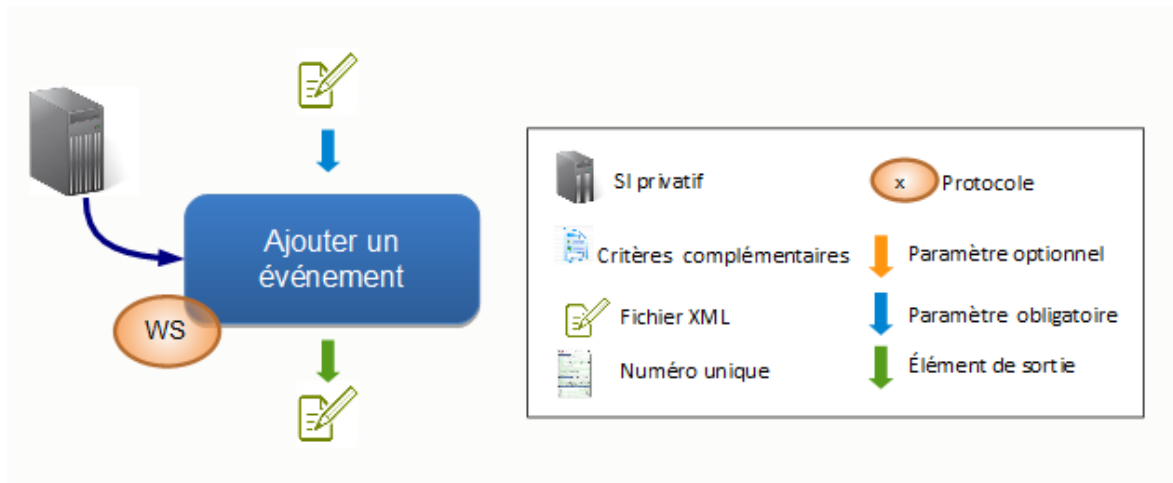 Ajouter un
événement
WS
SI privatif
x
Protocole
Critères complémentaires
Paramètre optionnel
Fichier XML
Paramètre obligatoire
Numéro unique
Élément de sortie